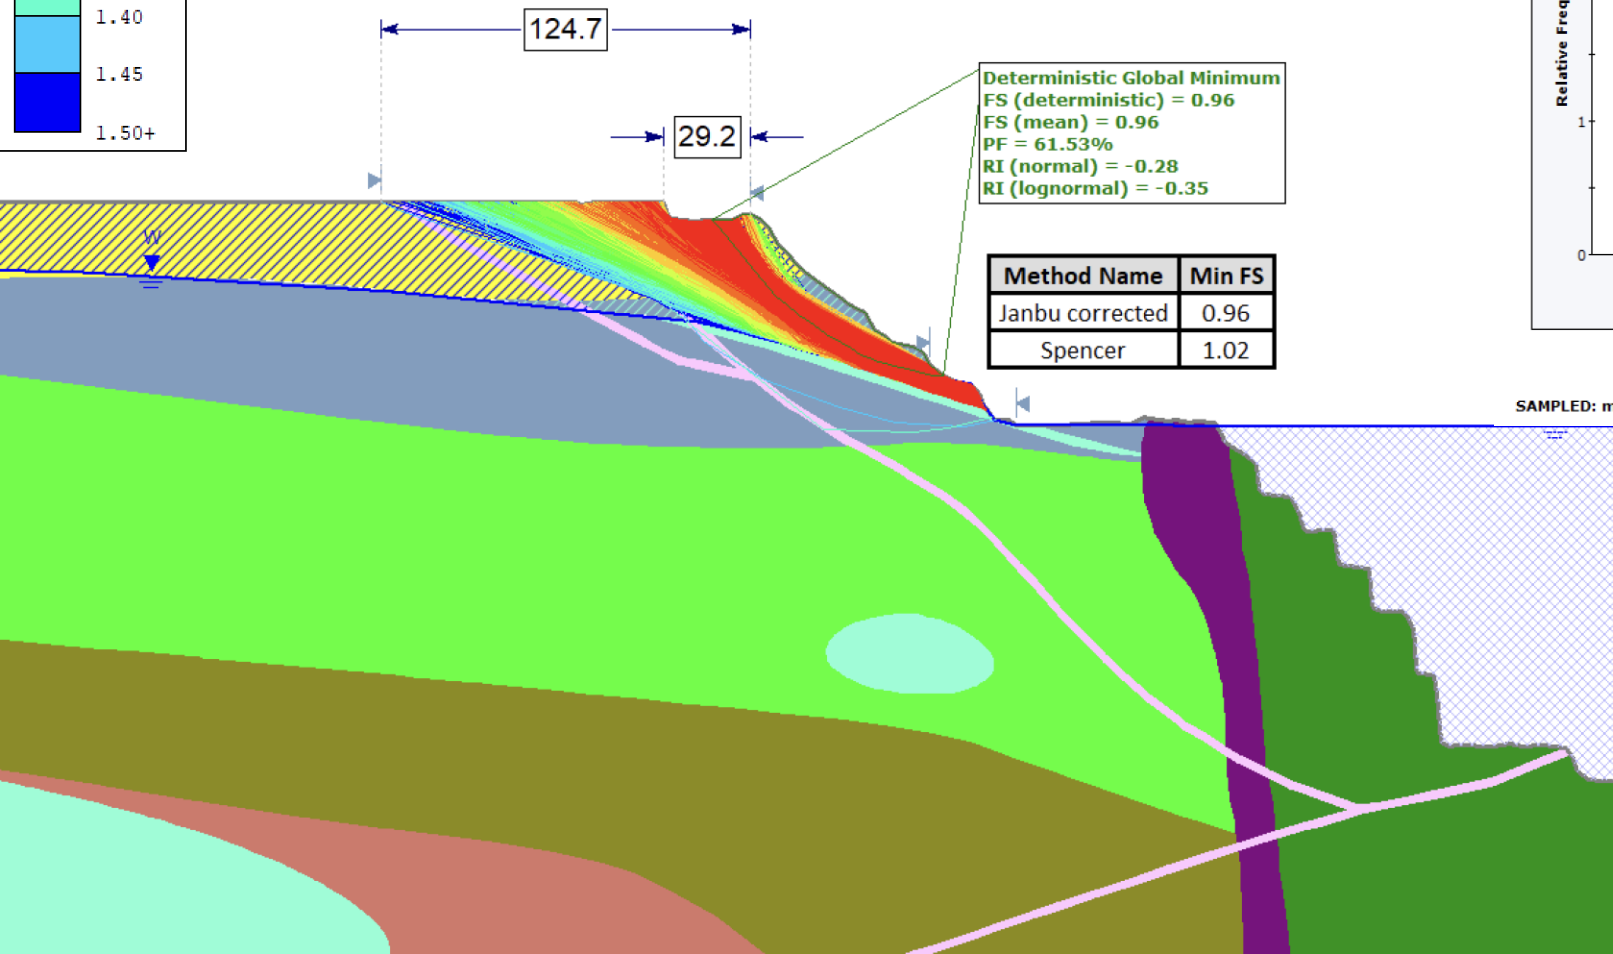 1.40
1.45
1.50+
124.7
29.2
Deterministic Global Minimum
FS (deterministic) = 0.96
FS (mean) = 0.96
PF = 61.53%
RI (normal) = -0.28
RI (lognormal) = -0.35
Method Name Min FS
Janbu corrected 0.96
Spencer 1.02
W
Relative Freq
1
0
SAMPLED: m